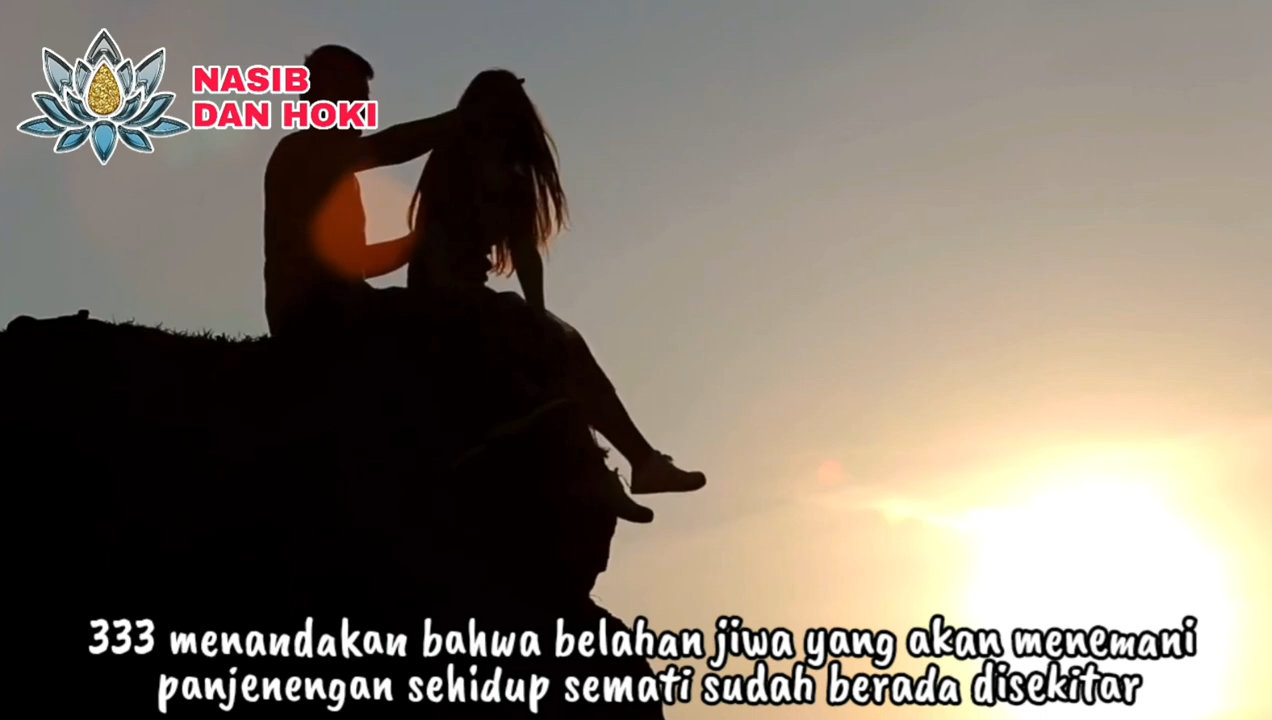 NASIB
DAN HOKI
333 menandakan bahwa belahan jiwa yang akan menemani
panjenengan sehidup semati sudah berada disekitar